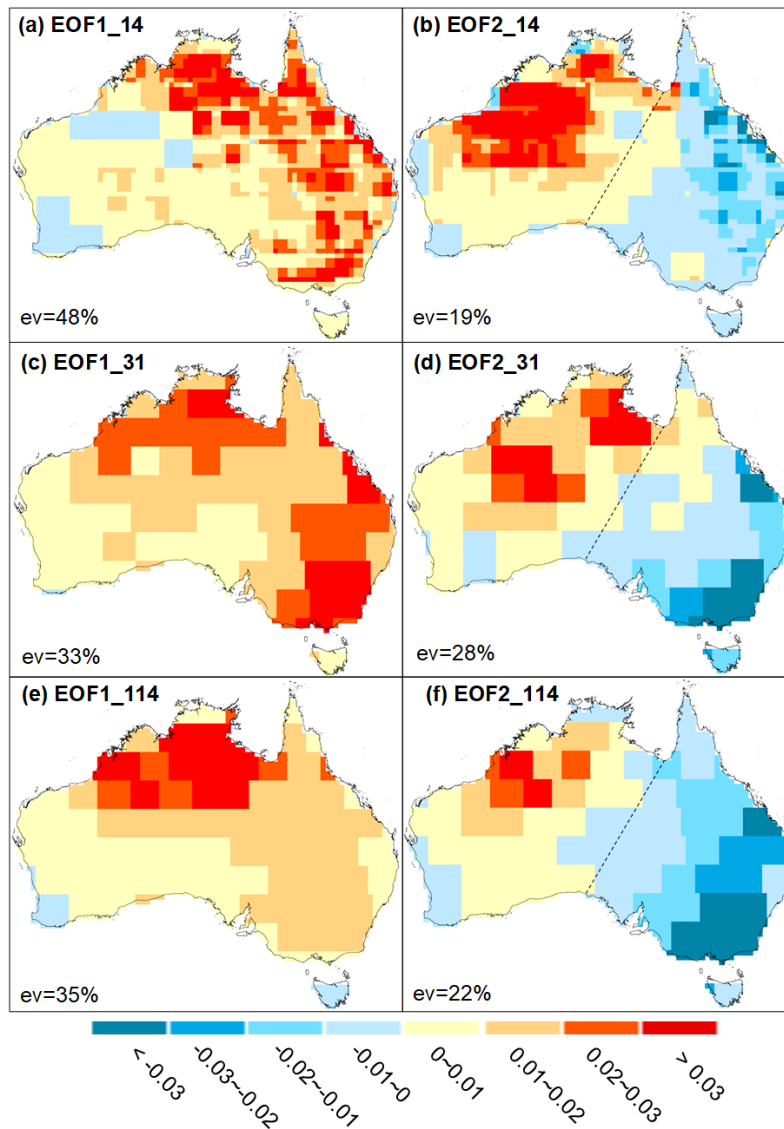 (a) EOF1_14
(b) EOF2_14
ev=48%
ev=19%
(c) EOF1_31
(d) EOF2_31
ev=33%
ev=28%
(e) EOF1_114
(f) EOF2_114
ev=35%
ev=22%
< -0.03
-0.03~-0.02
-0.02~-0.01
-0.01~0
0~0.01
0.01~0.02
0.02~0.03
> 0.03